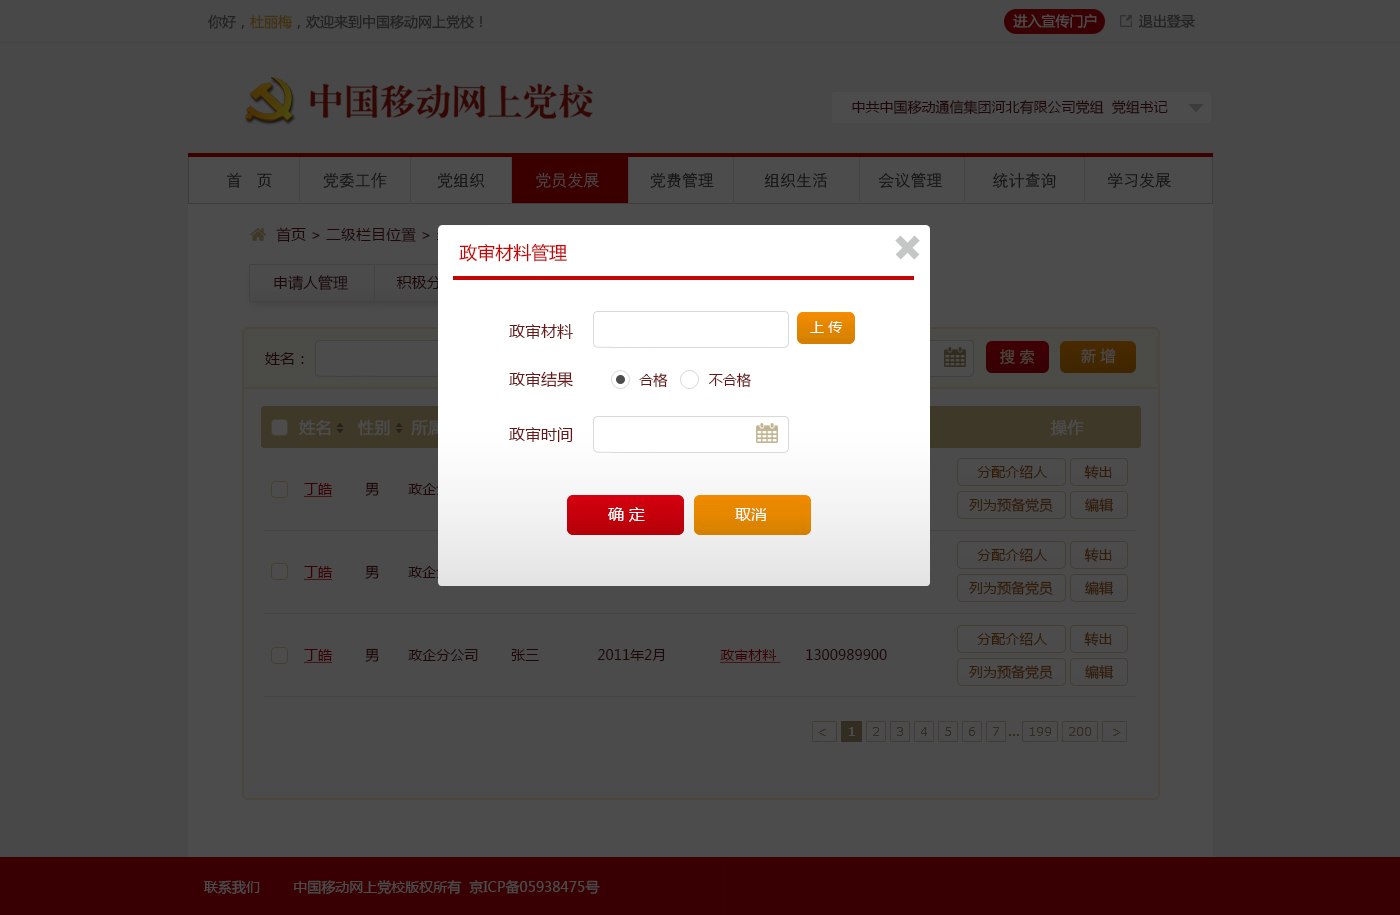 你好，杜丽梅，欢迎来到中国移动网上党校！ 进入宣传门户 退出登录
中国移动网上党校
中共中国移动通信集团河北有限公司党组 党组书记
首 页 党委工作 党组织 党员发展 党费管理 组织生活 会议管理 统计查询 学习发展
首页 > 二级栏目位置 >
政审材料管理
申请人管理 积极分
政审材料 上 传
姓名： 搜 索 新 增
政审结果 合格 不合格
姓名 性别 所属 操作
政审时间
分配介绍人 转出
丁皓 男 政企分
列为预备党员 编辑
确 定 取消
分配介绍人 转出
丁皓 男 政企分
列为预备党员 编辑
分配介绍人 转出
丁皓 男 政企分公司 张三 2011年2月 政审材料 1300989900
列为预备党员 编辑
< 1 2 3 4 5 6 7 ... 199 200 >
联系我们 中国移动网上党校版权所有 京ICP备05938475号